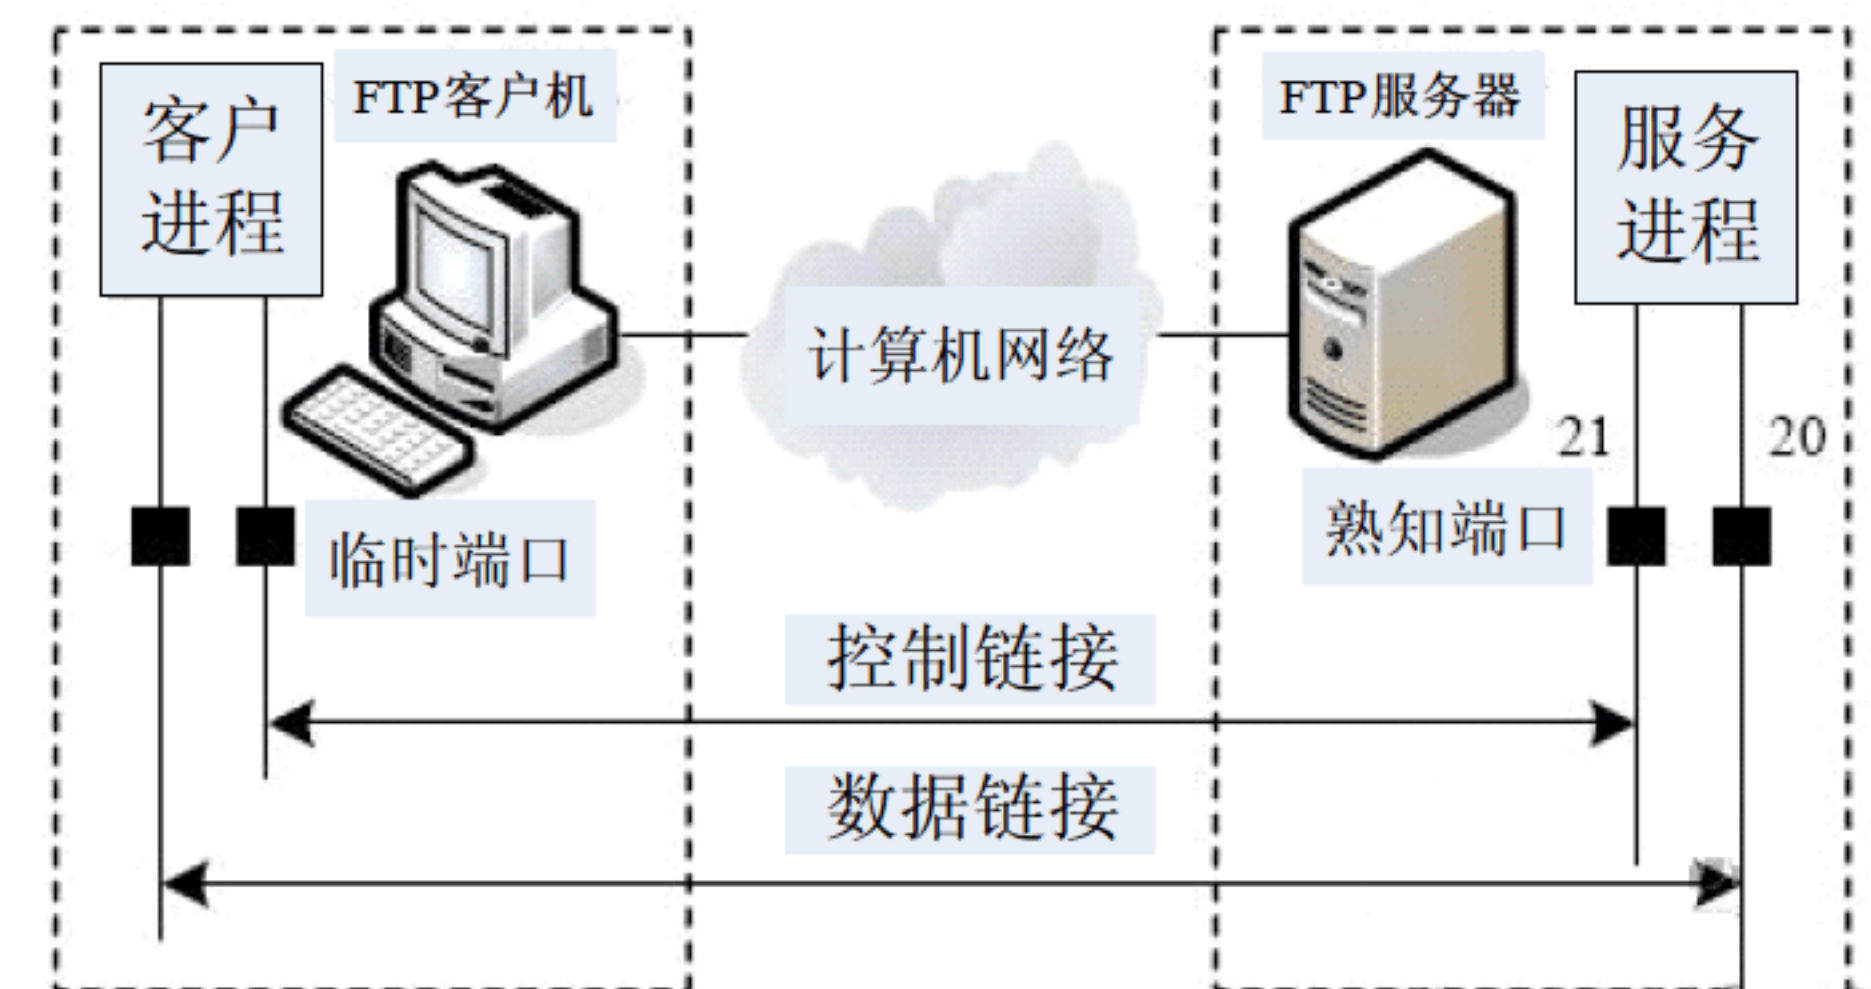 客户
进程
FTP客户机
FTP服务器
服务
进程
计算机网络
21
20
临时端口
熟知端口
控制链接
数据链接